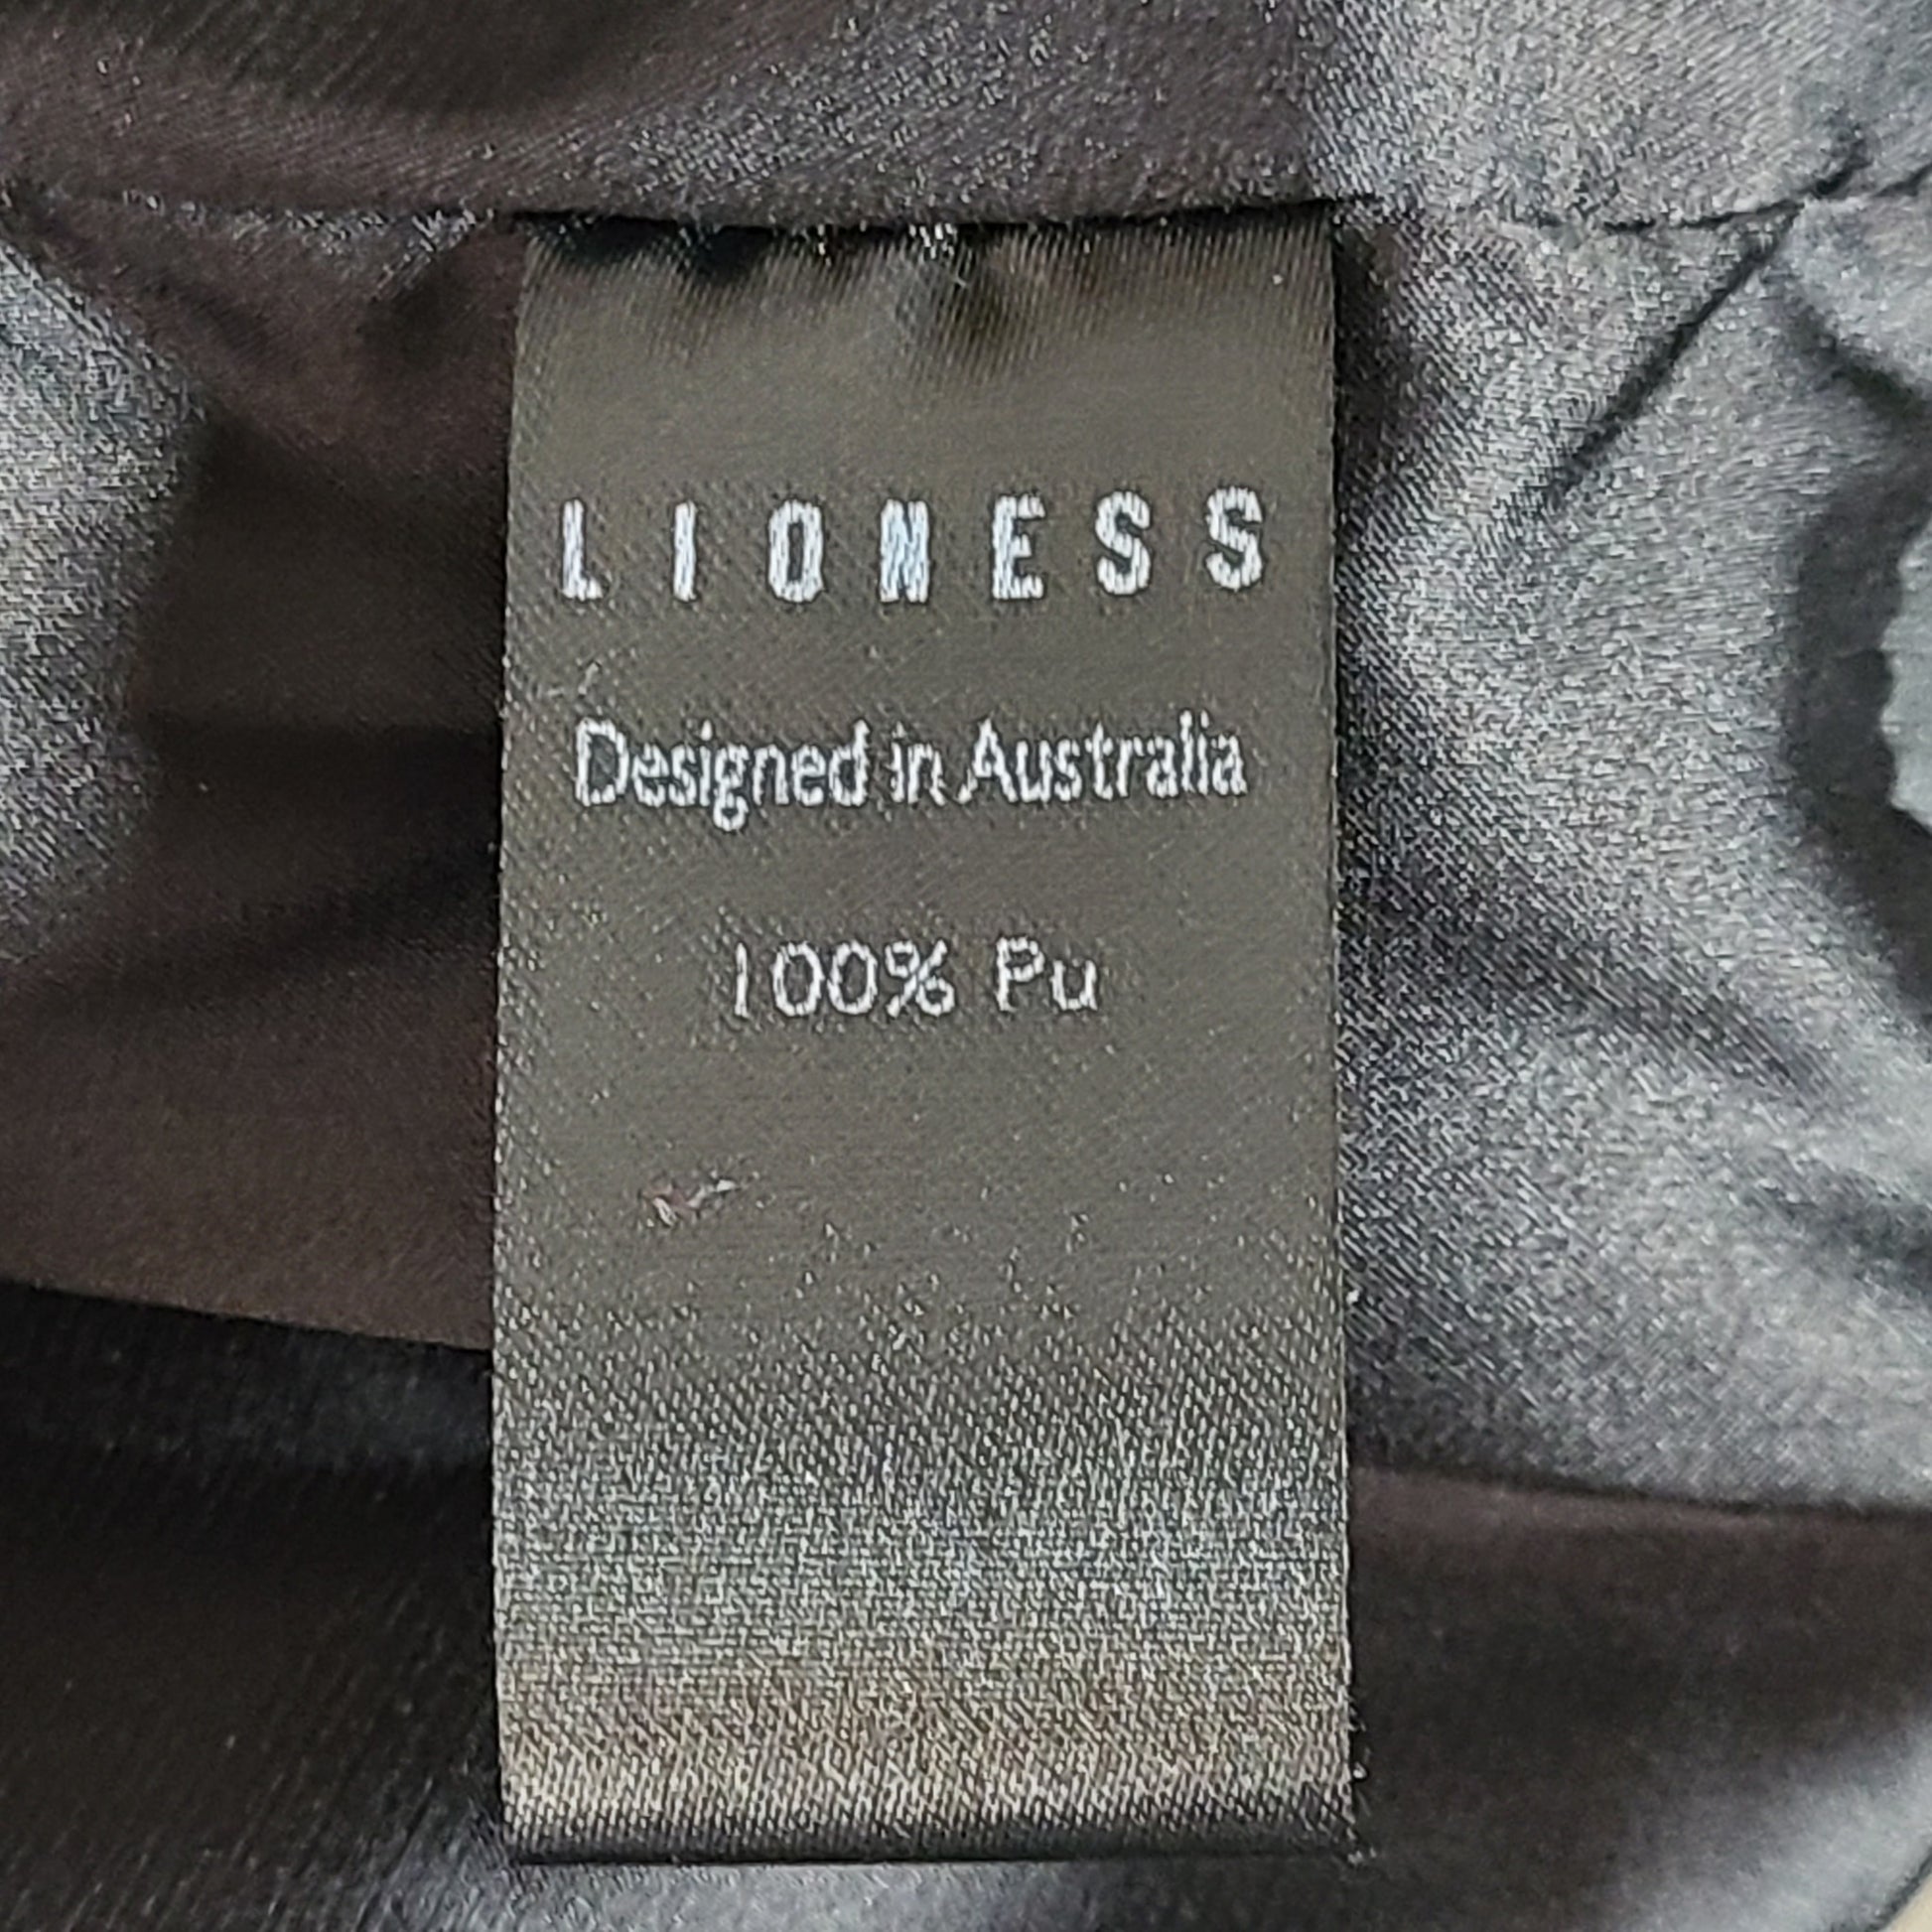 LIONESS
Designed in Australia
100% Pu